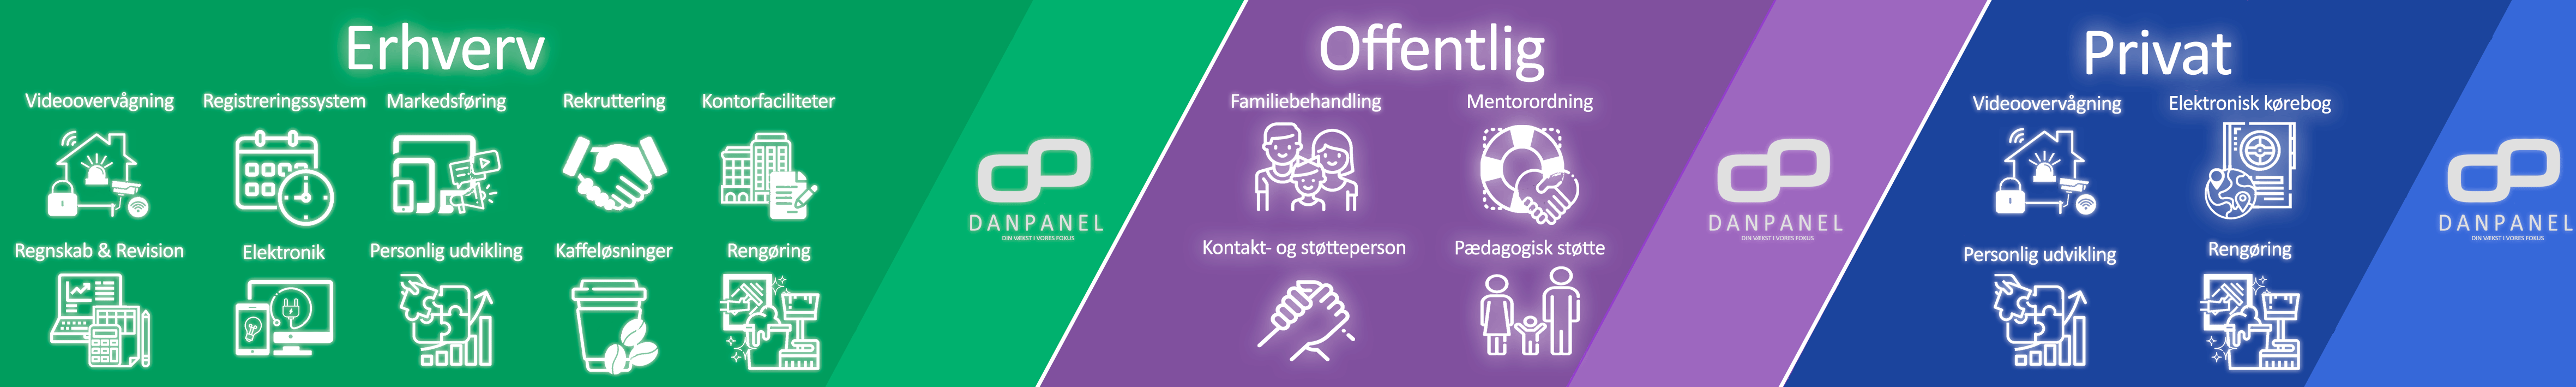 Erhverv
Videoovervågning
Registreringssystem
Markedsføring
Rekruttering
Kontorfaciliteter
Regnskab & Revision
Elektronik
Personlig udvikling
Kaffeløsninger
Rengøring
DANPANEL
DIN VÆKST I VORES FOKUS
Offentlig
Familiebehandling
Mentorordning
Kontakt- og støtteperson
Pædagogisk støtte
DANPANEL
DIN VÆKST I VORES FOKUS
Privat
Videoovervågning
Elektronisk kørebog
Personlig udvikling
Rengøring
DANPANEL
DIN VÆKST I VORES FOKUS